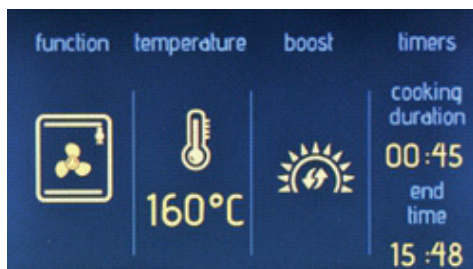 function temperature boost timers
cooking
duration
00:45
end
time
160°C
15:48